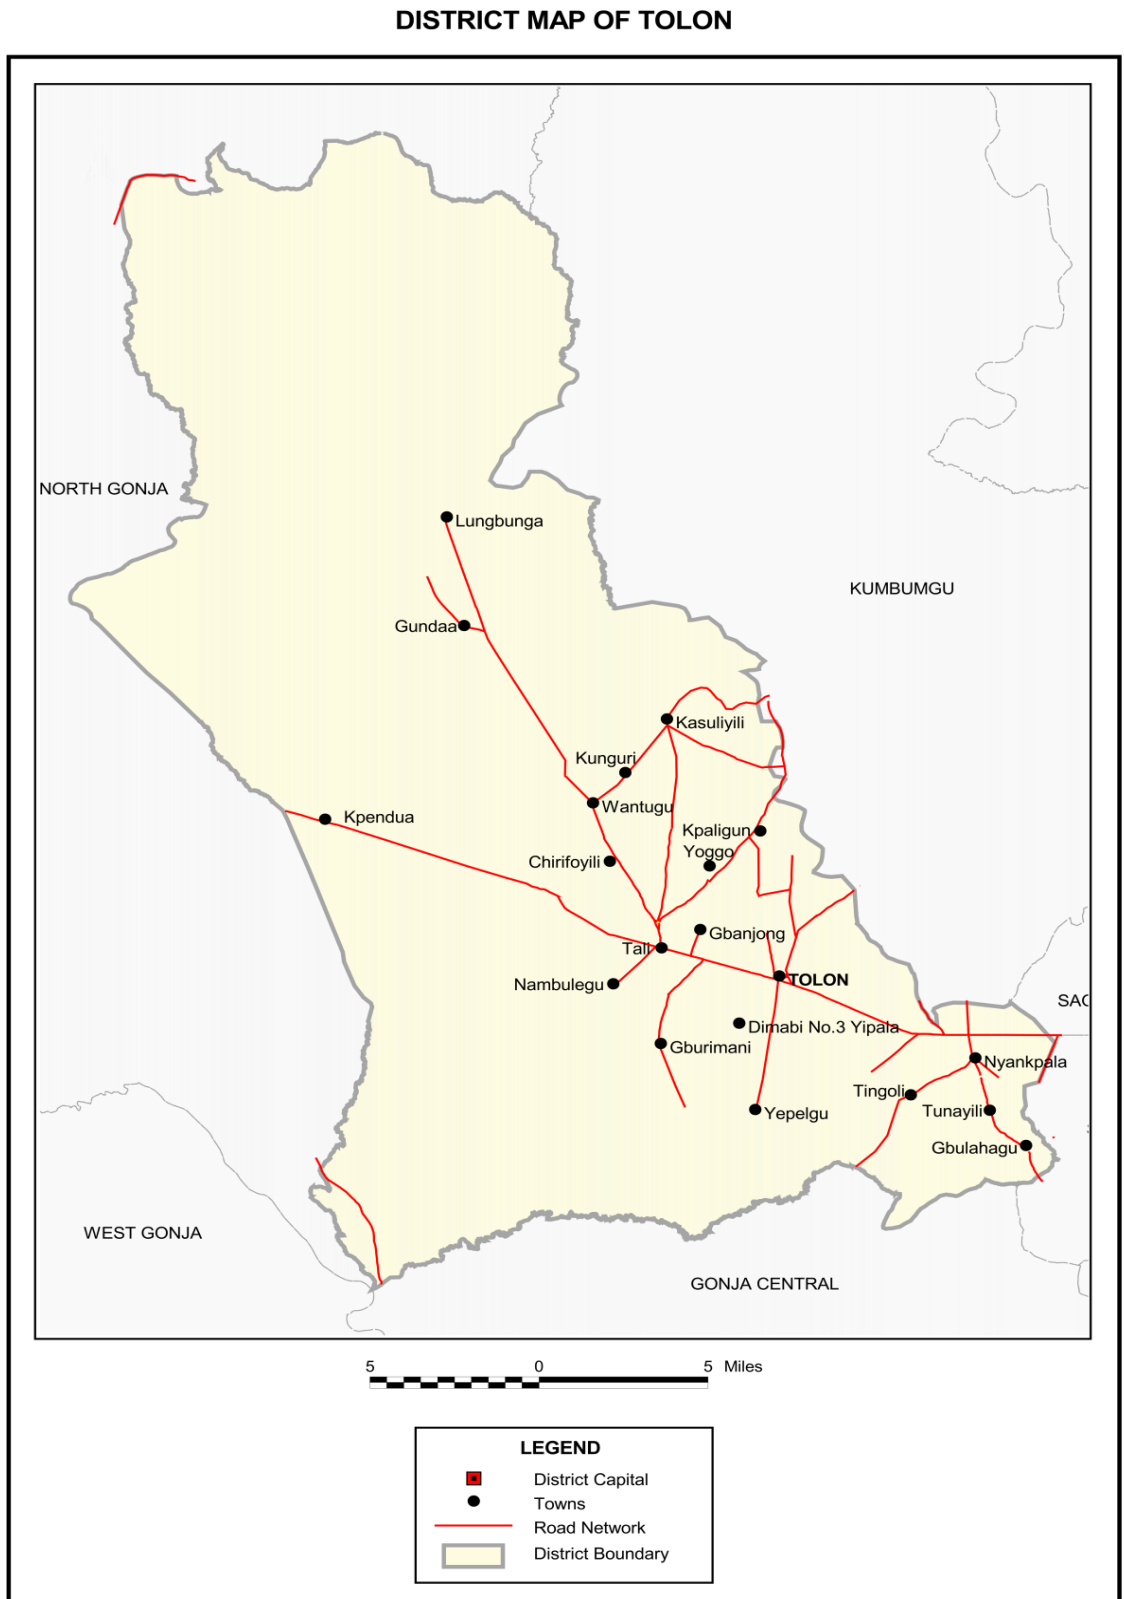 DISTRICT MAP OF TOLON
NORTH GONJA
Lungbunga
KUMBUMGU
Gundaa
Kasuliyili
Kunguri
Wantugu
Kpendua
Kpaligun
Yoggo
Chirifoyili
Gbanjong
Tali
TOLON
Nambulegu
SAG
Dimabi No.3 Yipala
Gburimani
Nyankpala
Tingoli
Tunayili
Yepelgu
Gbulahagu
WEST GONJA
GONJA CENTRAL
5 0 5 Miles
LEGEND
District Capital
Towns
Road Network
District Boundary